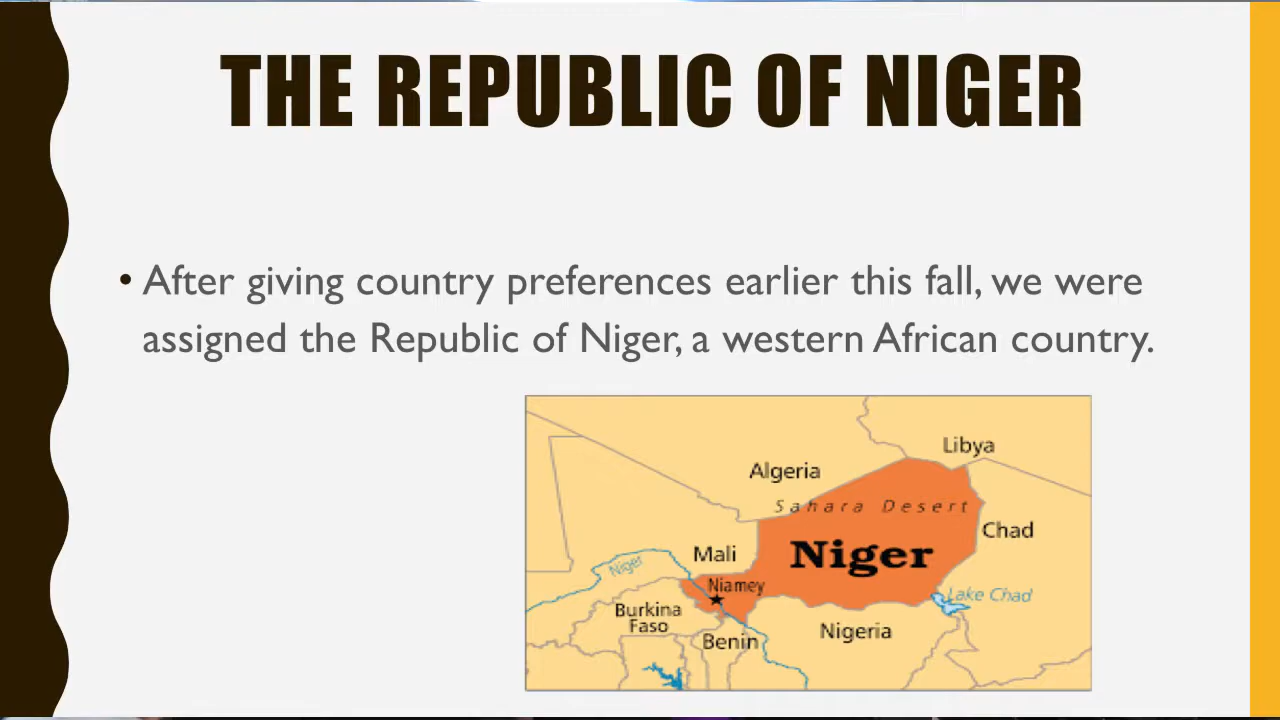 THE REPUBLIC OF NIGER
• After giving country preferences earlier this fall, we were
assigned the Republic of Niger, a western African country.
Libya
Algeria
Sahara Desert
Chad
Mali
Niger
Niger
Niamey
Lake Chad
Burkina
Faso
Nigeria
Benin